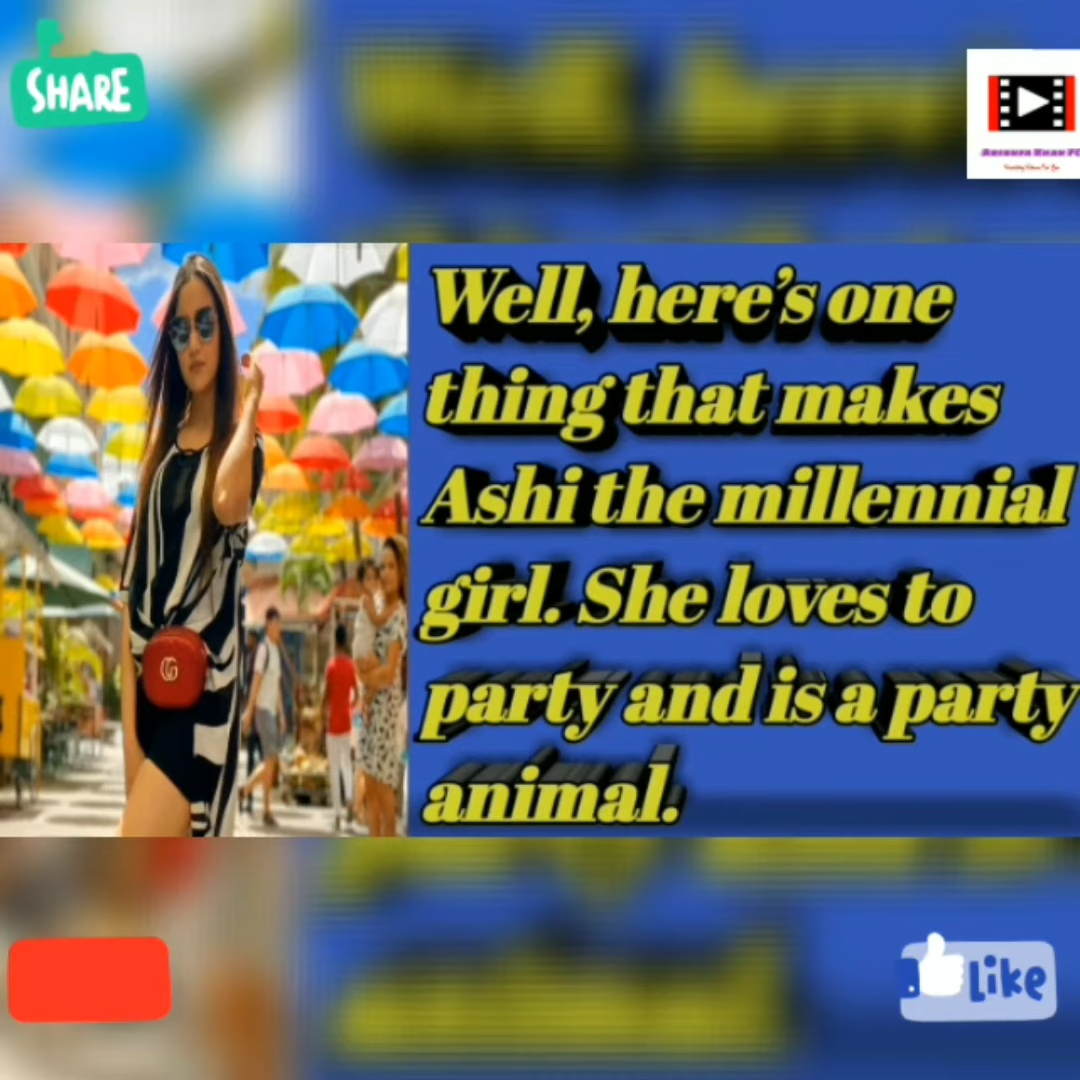 SHARE
Well, here's one
thing that makes
Ashi the millennial
girl. She loves to
party and is a party
animal.
Like